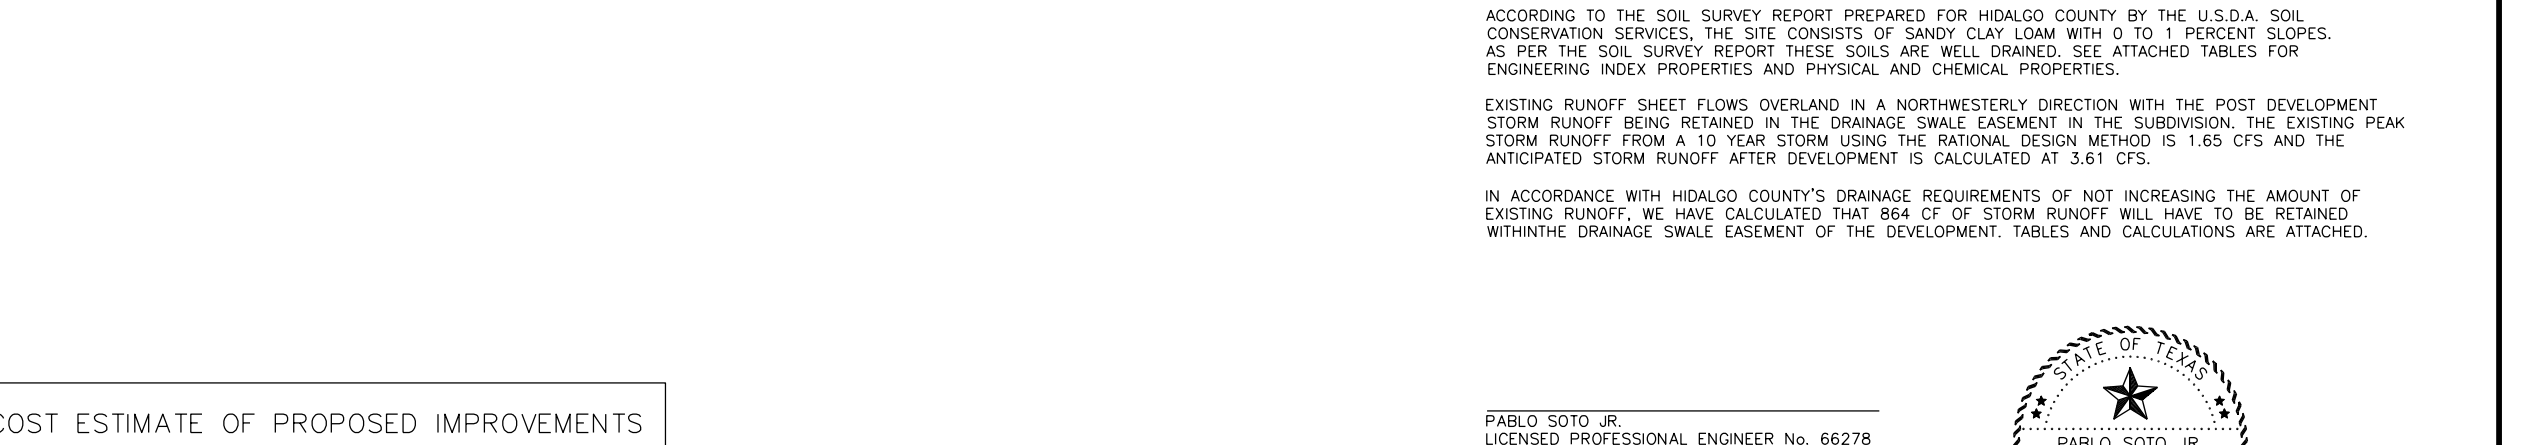 ACCORDING TO THE SOIL SURVEY REPORT PREPARED FOR HIDALGO COUNTY BY THE U.S.D.A. SOIL
CONSERVATION SERVICES, THE SITE CONSISTS OF SANDY CLAY LOAM WITH 0 TO 1 PERCENT SLOPES.
AS PER THE SOIL SURVEY REPORT THESE SOILS ARE WELL DRAINED. SEE ATTACHED TABLES FOR
ENGINEERING INDEX PROPERTIES AND PHYSICAL AND CHEMICAL PROPERTIES.
EXISTING RUNOFF SHEET FLOWS OVERLAND IN A NORTHWESTERLY DIRECTION WITH THE POST DEVELOPMENT
STORM RUNOFF BEING RETAINED IN THE DRAINAGE SWALE EASEMENT IN THE SUBDIVISION. THE EXISTING PEAK
STORM RUNOFF FROM A 10 YEAR STORM USING THE RATIONAL DESIGN METHOD IS 1.65 CFS AND THE
ANTICIPATED STORM RUNOFF AFTER DEVELOPMENT IS CALCULATED AT 3.61 CFS.
IN ACCORDANCE WITH HIDALGO COUNTY'S DRAINAGE REQUIREMENTS OF NOT INCREASING THE AMOUNT OF
EXISTING RUNOFF, WE HAVE CALCULATED THAT 864 CF OF STORM RUNOFF WILL HAVE TO BE RETAINED
WITHINTHE DRAINAGE SWALE EASEMENT OF THE DEVELOPMENT. TABLES AND CALCULATIONS ARE ATTACHED.
COST ESTIMATE OF PROPOSED IMPROVEMENTS
PABLO SOTO JR.
LICENSED PROFESSIONAL ENGINEER No. 66278
STATE OF TEXAS
PABLO SOTO JR